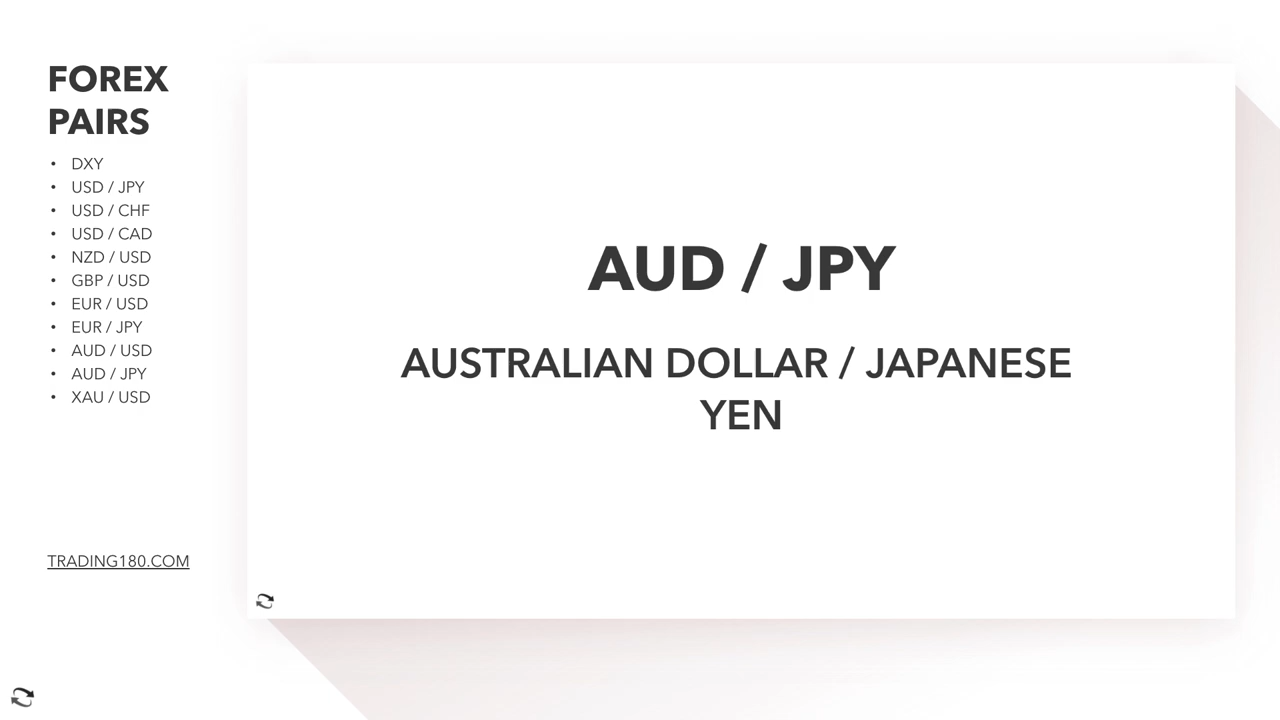 FOREX
PAIRS
• DXY
• USD / JPY
• USD / CHF
• USD / CAD
• NZD / USD
• GBP / USD
• EUR / USD
• EUR / JPY
• AUD / USD
• AUD / JPY
• XAU / USD
TRADING180.COM
AUD / JPY
AUSTRALIAN DOLLAR / JAPANESE
YEN